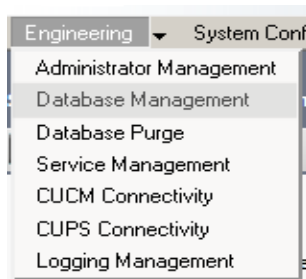 Engineering System Conf
Administrator Management
Database Management
Database Purge
Service Management
CUCM Connectivity
CUPS Connectivity
Logging Management